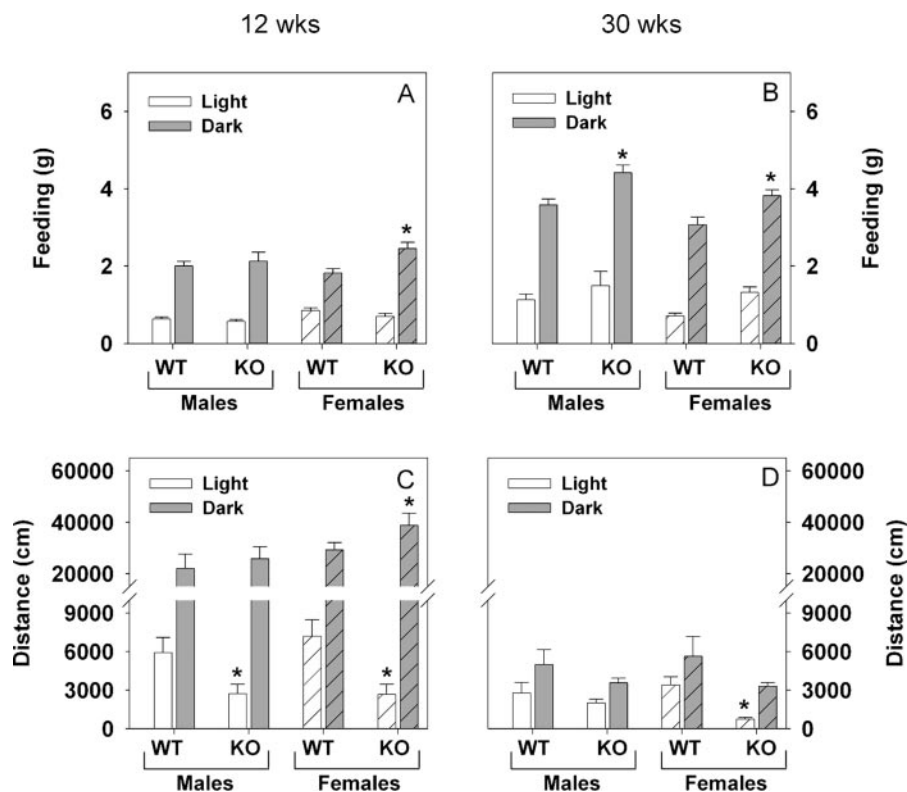 12 wks 30 wks
A
Light
Dark
6
4
2
0
Feeding (g)
*
WT KO WT KO
Males Females
B
Light
Dark
6
4
2
0
Feeding (g)
* *
WT KO WT KO
Males Females
C
Light
Dark
60000
40000
20000
9000
6000
3000
0
Distance (cm)
*
* *
WT KO WT KO
Males Females
D
Light
Dark
60000
40000
20000
9000
6000
3000
0
Distance (cm)
*
WT KO WT KO
Males Females